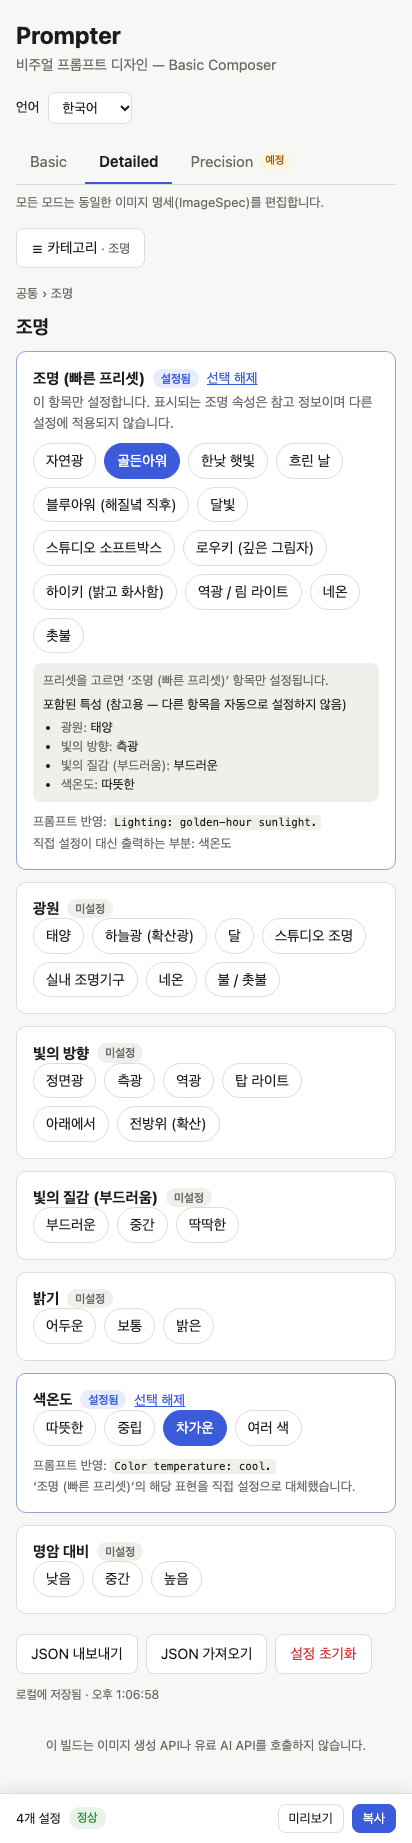 Prompter
비주얼 프롬프트 디자인 — Basic Composer
언어 한국어
Basic Detailed Precision 예정
모든 모드는 동일한 이미지 명세(ImageSpec)를 편집합니다.
≡ 카테고리 · 조명
공통 › 조명
조명
조명 (빠른 프리셋) 설정됨 선택 해제
이 항목만 설정합니다. 표시되는 조명 속성은 참고 정보이며 다른
설정에 적용되지 않습니다.
자연광 골든아워 한낮 햇빛 흐린 날
블루아워 (해질녘 직후) 달빛
스튜디오 소프트박스 로우키 (깊은 그림자)
하이키 (밝고 화사함) 역광 / 림 라이트 네온
촛불
프리셋을 고르면 ‘조명 (빠른 프리셋)’ 항목만 설정됩니다.
포함된 특성 (참고용 — 다른 항목을 자동으로 설정하지 않음)
• 광원: 태양
• 빛의 방향: 측광
• 빛의 질감 (부드러움): 부드러운
• 색온도: 따뜻한
프롬프트 반영: Lighting: golden-hour sunlight.
직접 설정이 대신 출력하는 부분: 색온도
광원 미설정
태양 하늘광 (확산광) 달 스튜디오 조명
실내 조명기구 네온 불 / 촛불
빛의 방향 미설정
정면광 측광 역광 탑 라이트
아래에서 전방위 (확산)
빛의 질감 (부드러움) 미설정
부드러운 중간 딱딱한
밝기 미설정
어두운 보통 밝은
색온도 설정됨 선택 해제
따뜻한 중립 차가운 여러 색
프롬프트 반영: Color temperature: cool.
‘조명 (빠른 프리셋)’의 해당 표현을 직접 설정으로 대체했습니다.
명암 대비 미설정
낮음 중간 높음
JSON 내보내기 JSON 가져오기 설정 초기화
로컬에 저장됨 · 오후 1:06:58
이 빌드는 이미지 생성 API나 유료 AI API를 호출하지 않습니다.
4개 설정 정상 미리보기 복사